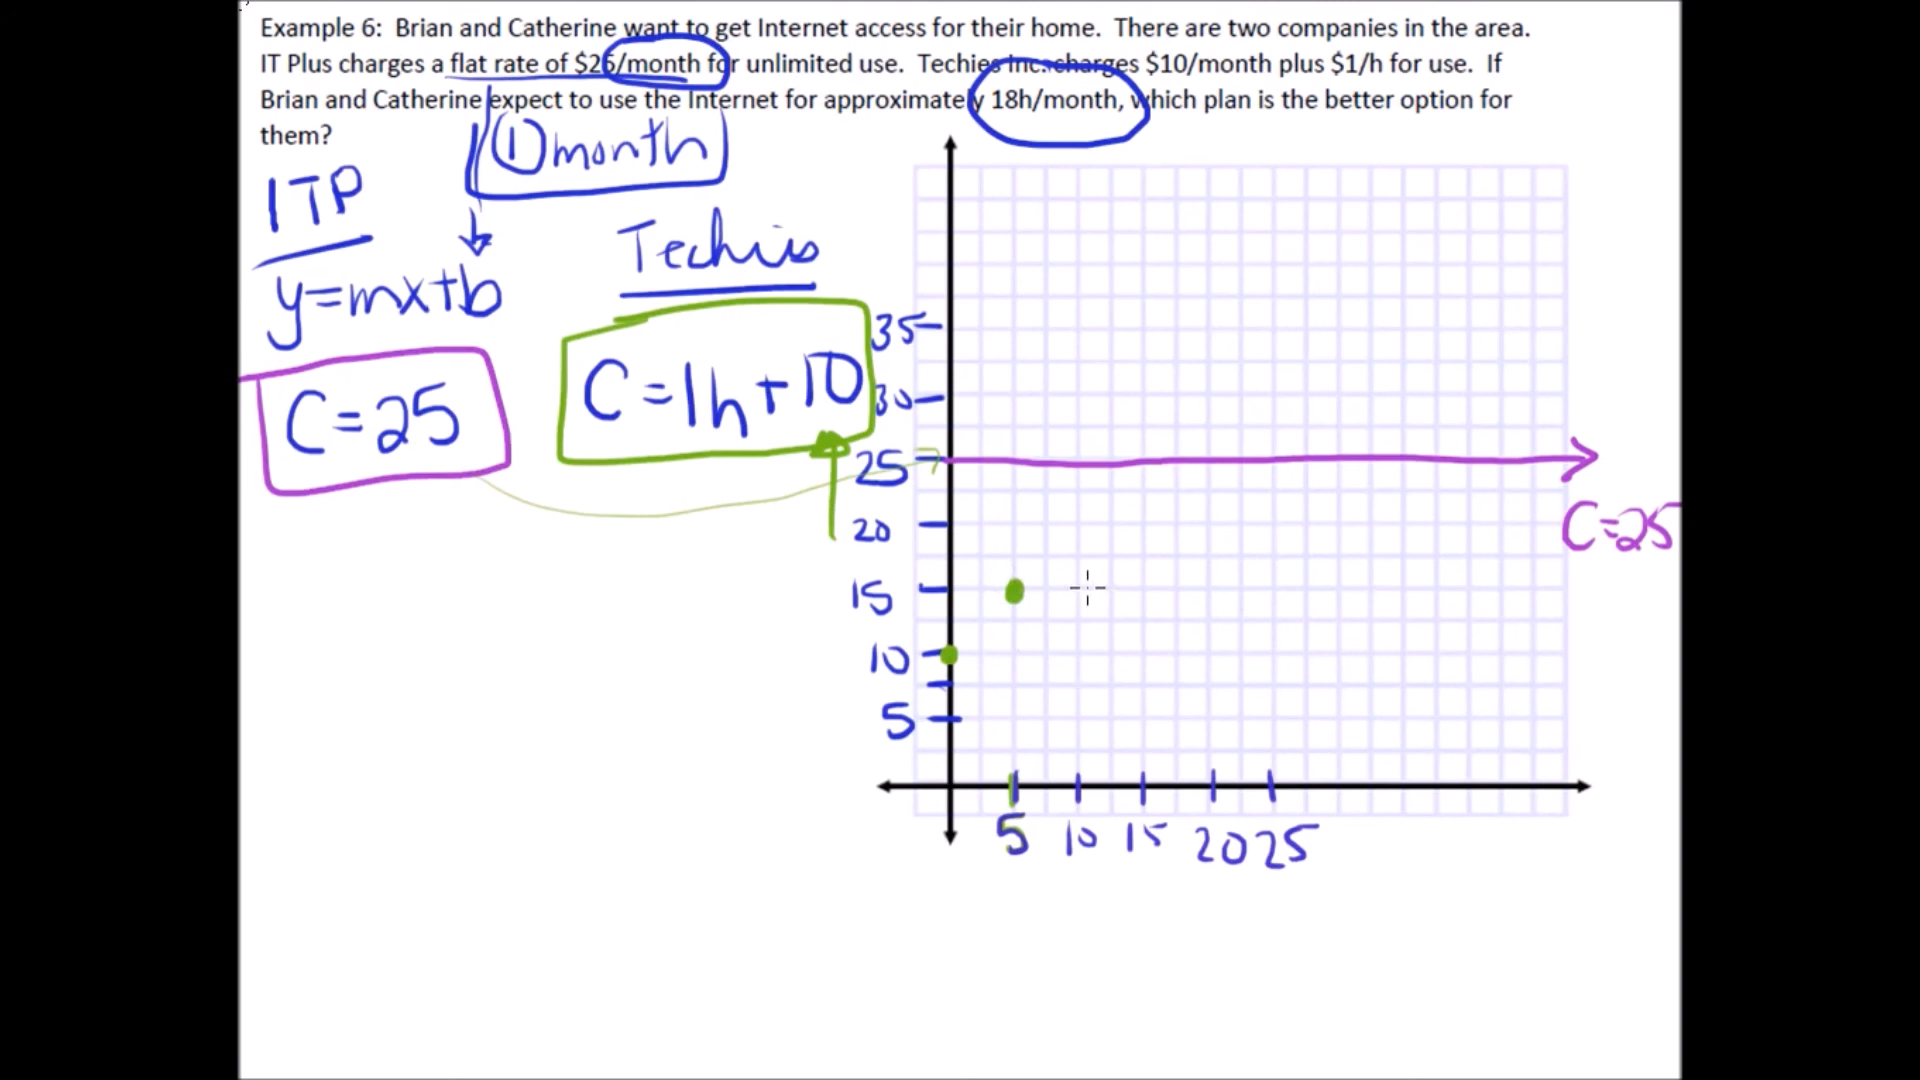 Example 6: Brian and Catherine want to get Internet access for their home. There are two companies in the area.
IT Plus charges a flat rate of $25/month for unlimited use. Techies Inc. charges $10/month plus $1/h for use. If
Brian and Catherine expect to use the Internet for approximately 18h/month, which plan is the better option for
them?
1 month
ITP
Techis
y=mx+b
C=25
C=1h+10
35
30
25
20
15
10
5
C=25
5 10 15 20 25